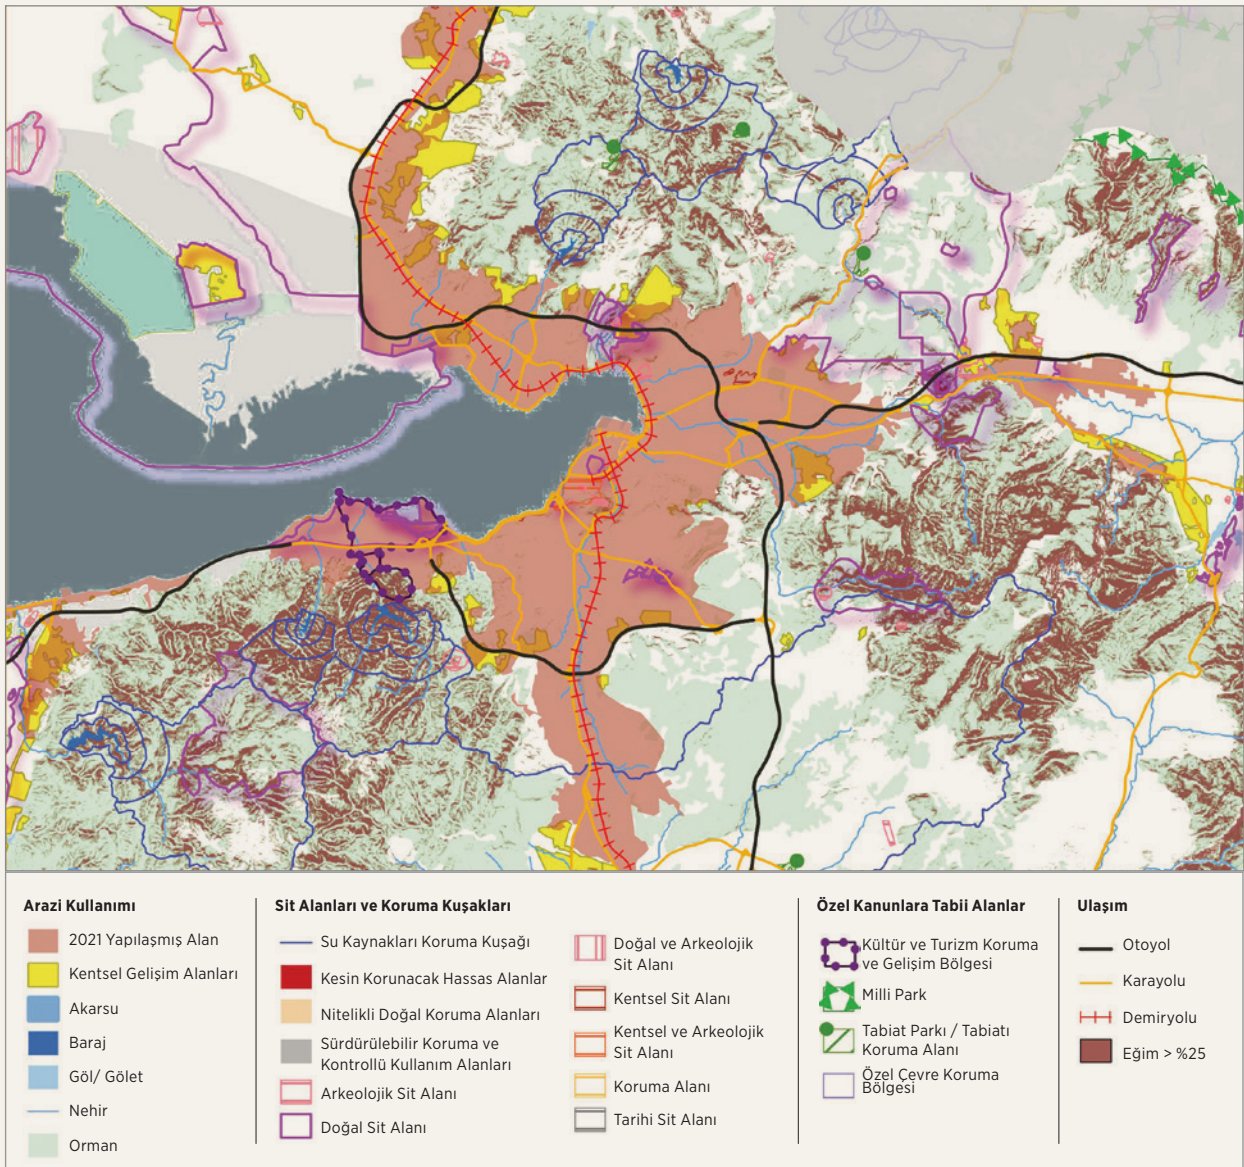 Arazi Kullanımı
2021 Yapılaşmış Alan
Kentsel Gelişim Alanları
Akarsu
Baraj
Göl/ Gölet
Nehir
Orman
Sit Alanları ve Koruma Kuşakları
Su Kaynakları Koruma Kuşağı
Kesin Korunacak Hassas Alanlar
Nitelikli Doğal Koruma Alanları
Sürdürülebilir Koruma ve
Kontrollü Kullanım Alanları
Arkeolojik Sit Alanı
Doğal Sit Alanı
Doğal ve Arkeolojik
Sit Alanı
Kentsel Sit Alanı
Kentsel ve Arkeolojik
Sit Alanı
Koruma Alanı
Tarihi Sit Alanı
Özel Kanunlara Tabii Alanlar
Kültür ve Turizm Koruma
ve Gelişim Bölgesi
Milli Park
Tabiat Parkı / Tabiatı
Koruma Alanı
Özel Çevre Koruma
Bölgesi
Ulaşım
Otoyol
Karayolu
Demiryolu
Eğim > %25